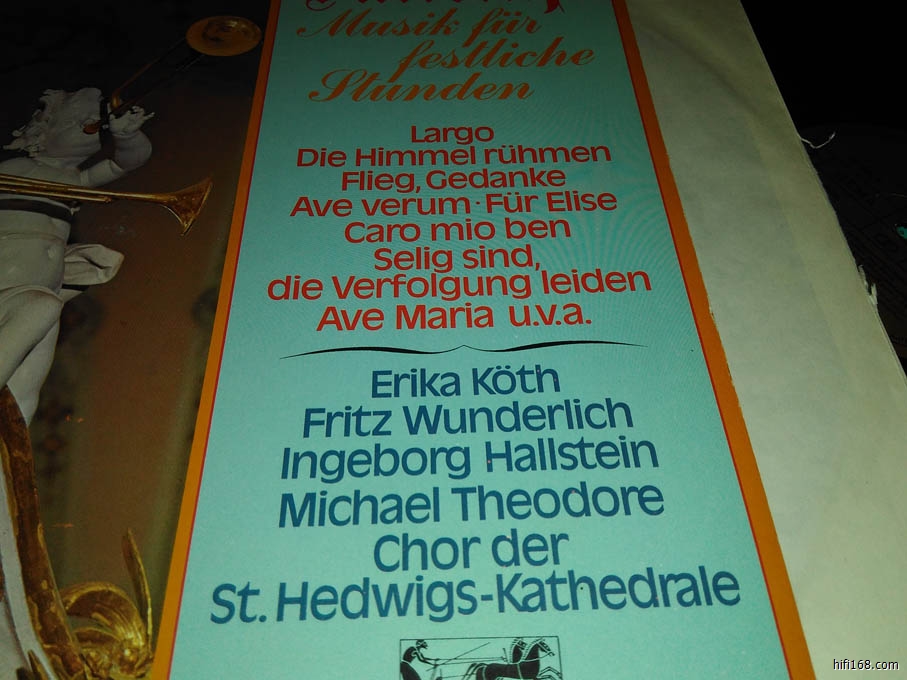 Musik für
festliche
Stunden
Largo
Die Himmel rühmen
Flieg, Gedanke
Ave verum · Für Elise
Caro mio ben
Selig sind,
die Verfolgung leiden
Ave Maria u.v.a.
Erika Köth
Fritz Wunderlich
Ingeborg Hallstein
Michael Theodore
Chor der
St. Hedwigs-Kathedrale
hifi168.com